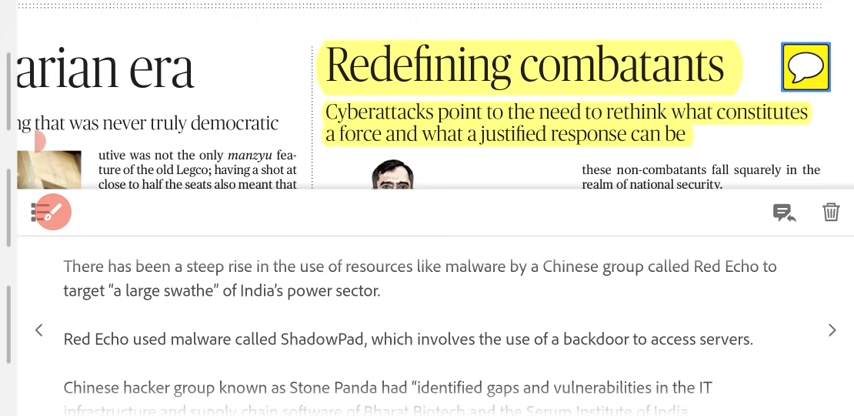 arian era
ng that was never truly democratic
utive was not the only manzyu fea-
ture of the old Legco; having a shot at
close to half the seats also meant that
Redefining combatants
Cyberattacks point to the need to rethink what constitutes
a force and what a justified response can be
these non-combatants fall squarely in the
realm of national security.
There has been a steep rise in the use of resources like malware by a Chinese group called Red Echo to
target “a large swathe” of India’s power sector.
Red Echo used malware called ShadowPad, which involves the use of a backdoor to access servers.
Chinese hacker group known as Stone Panda had “identified gaps and vulnerabilities in the IT
infrastructure and supply chain software of Bharat Biotech and the Serum Institute of India